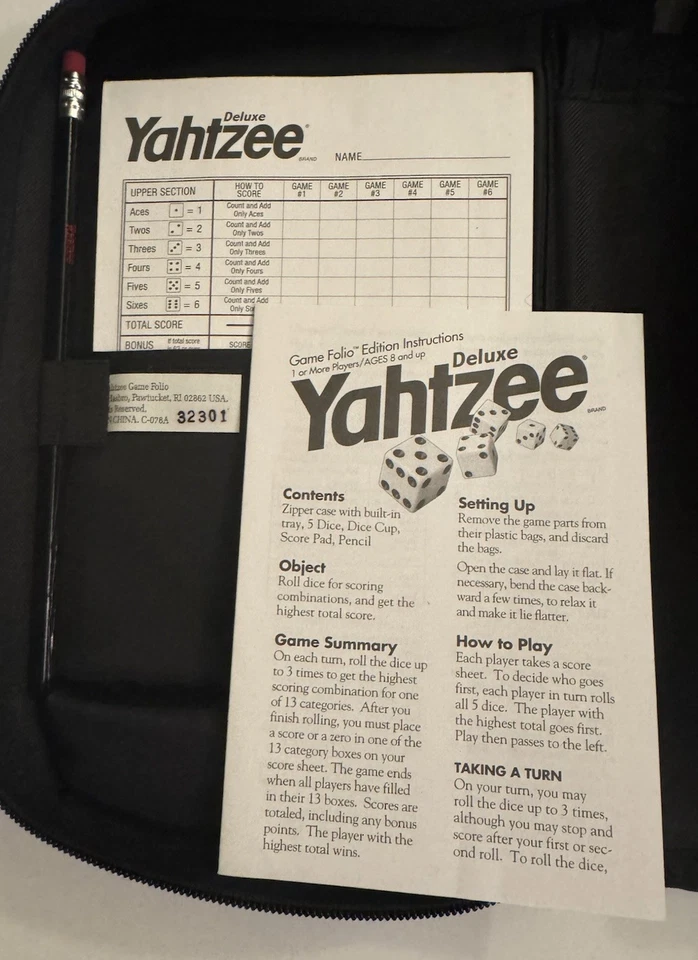 Deluxe
Yahtzee®
BRAND
NAME
UPPER SECTION HOW TO SCORE GAME #1 GAME #2 GAME #3 GAME #4 GAME #5 GAME #6
Aces = 1 Count and Add Only Aces
Twos = 2 Count and Add Only Twos
Threes = 3 Count and Add Only Threes
Fours = 4 Count and Add Only Fours
Fives = 5 Count and Add Only Fives
Sixes = 6 Count and Add Only
TOTAL SCORE
BONUS If total score SCORE
Game Folio
Pawtucket, RI 02862 USA.
Reserved.
CHINA. C-078A 32301
Game Folio™ Edition Instructions
1 or More Players/AGES 8 and up
Deluxe
Yahtzee®
BRAND
Contents
Zipper case with built-in
tray, 5 Dice, Dice Cup,
Score Pad, Pencil
Object
Roll dice for scoring
combinations, and get the
highest total score.
Game Summary
On each turn, roll the dice up
to 3 times to get the highest
scoring combination for one
of 13 categories. After you
finish rolling, you must place
a score or a zero in one of the
13 category boxes on your
score sheet. The game ends
when all players have filled
in their 13 boxes. Scores are
totaled, including any bonus
points. The player with the
highest total wins.
Setting Up
Remove the game parts from
their plastic bags, and discard
the bags.
Open the case and lay it flat. If
necessary, bend the case back-
ward a few times, to relax it
and make it lie flatter.
How to Play
Each player takes a score
sheet. To decide who goes
first, each player in turn rolls
all 5 dice. The player with
the highest total goes first.
Play then passes to the left.
TAKING A TURN
On your turn, you may
roll the dice up to 3 times,
although you may stop and
score after your first or sec-
ond roll. To roll the dice,